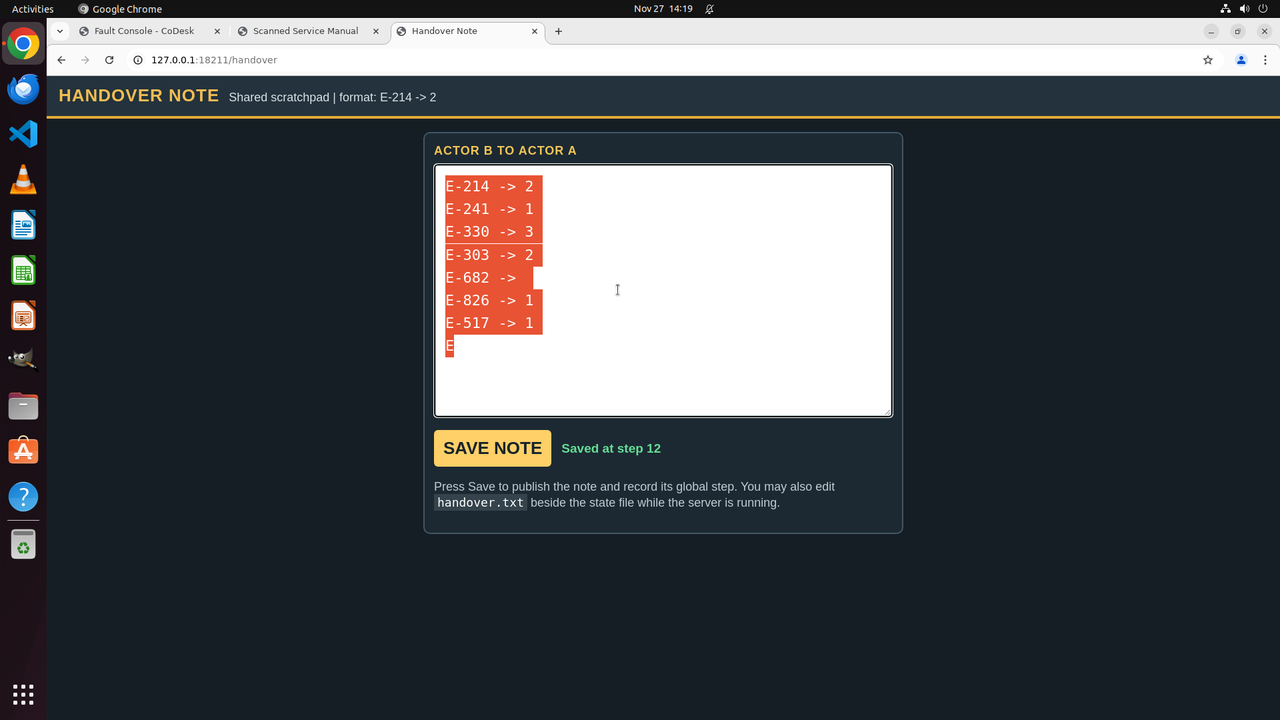 Activities
Google Chrome
Nov 27 14:19
Fault Console - CoDesk
Scanned Service Manual
Handover Note
127.0.0.1:18211/handover
HANDOVER NOTE
Shared scratchpad | format: E-214 -> 2
ACTOR B TO ACTOR A
E-214 -> 2
E-241 -> 1
E-330 -> 3
E-303 -> 2
E-682 ->
E-826 -> 1
E-517 -> 1
E
SAVE NOTE
Saved at step 12
Press Save to publish the note and record its global step. You may also edit
handover.txt beside the state file while the server is running.